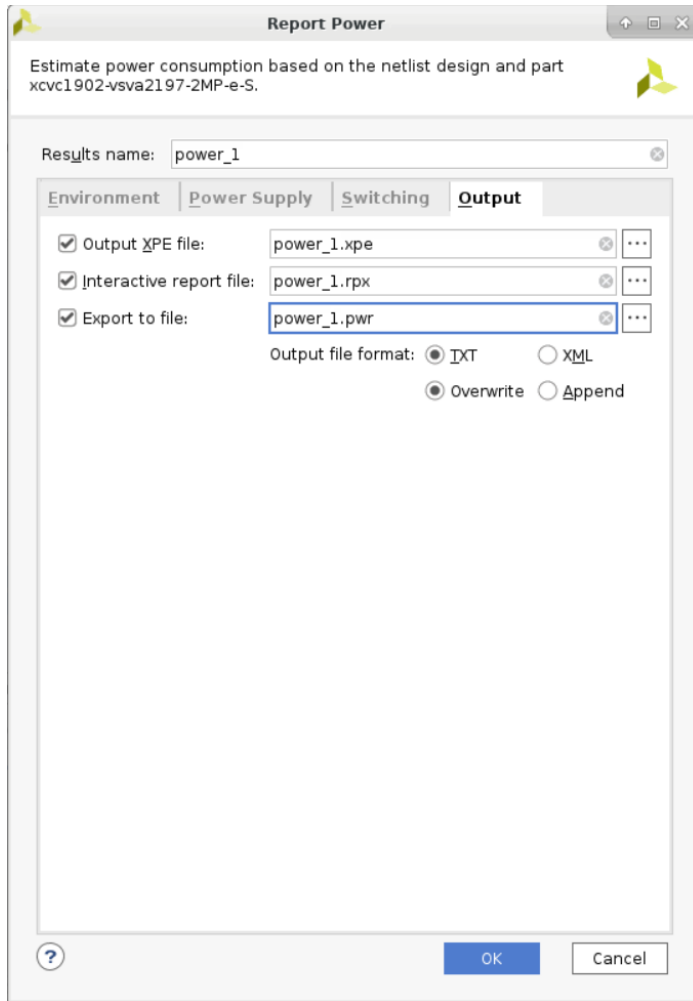 Report Power
Estimate power consumption based on the netlist design and part
xcvc1902-vsva2197-2MP-e-S.
Results name: power_1
Environment Power Supply Switching Output
Output XPE file: power_1.xpe ...
Interactive report file: power_1.rpx ...
Export to file: power_1.pwr ...
Output file format: TXT XML
Overwrite Append
? OK Cancel